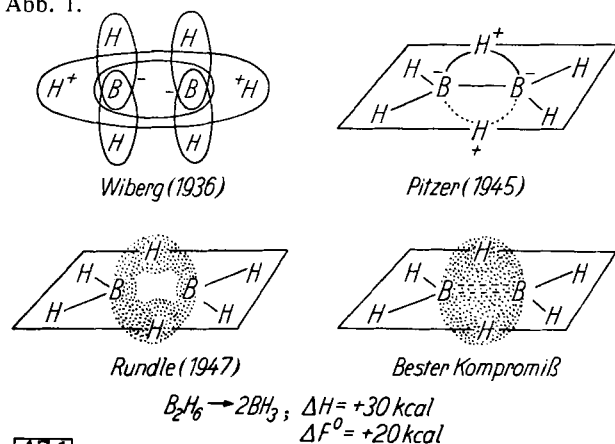 Abb. 1.
H H
H+ B - - B +H
H H
Wiberg (1936)
H+
H - - H
B B
H H
H
+
Pitzer (1945)
H
H H
B B
H H
H
Rundle (1947)
H
H H
B B
H H
H
Bester Kompromiß
B₂H₆ → 2BH₃ ; ΔH = +30 kcal
ΔF⁰ = +20 kcal